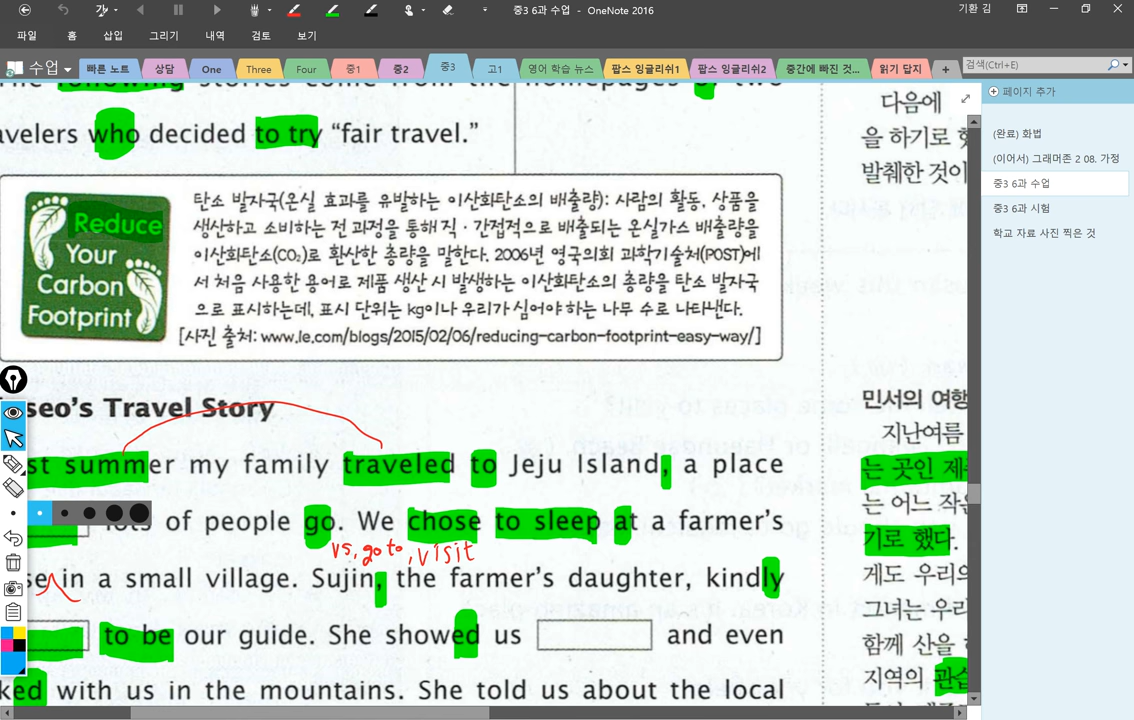 중3 6과 수업 - OneNote 2016
기환 김
파일 홈 삽입 그리기 내역 검토 보기
수업 빠른 노트 상담 One Three Four 중1 중2 중3 고1 영어 학습 뉴스 팝스 잉글리쉬1 팝스 잉글리쉬2 중간에 빠진 것... 읽기 답지 +
검색(Ctrl+E)
페이지 추가
(완료) 화법
(이어서) 그래머존 2 08. 가정
중3 6과 수업
중3 6과 시험
학교 자료 사진 찍은 것
The following stories come from the homepages of two
avelers who decided to try “fair travel.”
Reduce
Your
Carbon
Footprint
탄소 발자국(온실 효과를 유발하는 이산화탄소의 배출량): 사람의 활동, 상품을
생산하고 소비하는 전 과정을 통해 직·간접적으로 배출되는 온실가스 배출량을
이산화탄소(CO₂)로 환산한 총량을 말한다. 2006년 영국의회 과학기술처(POST)에
서 처음 사용한 용어로 제품 생산 시 발생하는 이산화탄소의 총량을 탄소 발자국
으로 표시하는데, 표시 단위는 kg이나 우리가 심어야 하는 나무 수로 나타낸다.
[사진 출처: www.le.com/blogs/2015/02/06/reducing-carbon-footprint-easy-way/]
seo’s Travel Story
st summer my family traveled to Jeju Island, a place
lots of people go. We chose to sleep at a farmer’s
vs, go to, visit
se in a small village. Sujin, the farmer’s daughter, kindly
to be our guide. She showed us and even
ked with us in the mountains. She told us about the local
다음에
을 하기로 
발췌한 것이
민서의 여행
지난여름
는 곳인 제주
는 어느 작은
기로 했다.
게도 우리의
그녀는 우리
함께 산을
지역의 관습